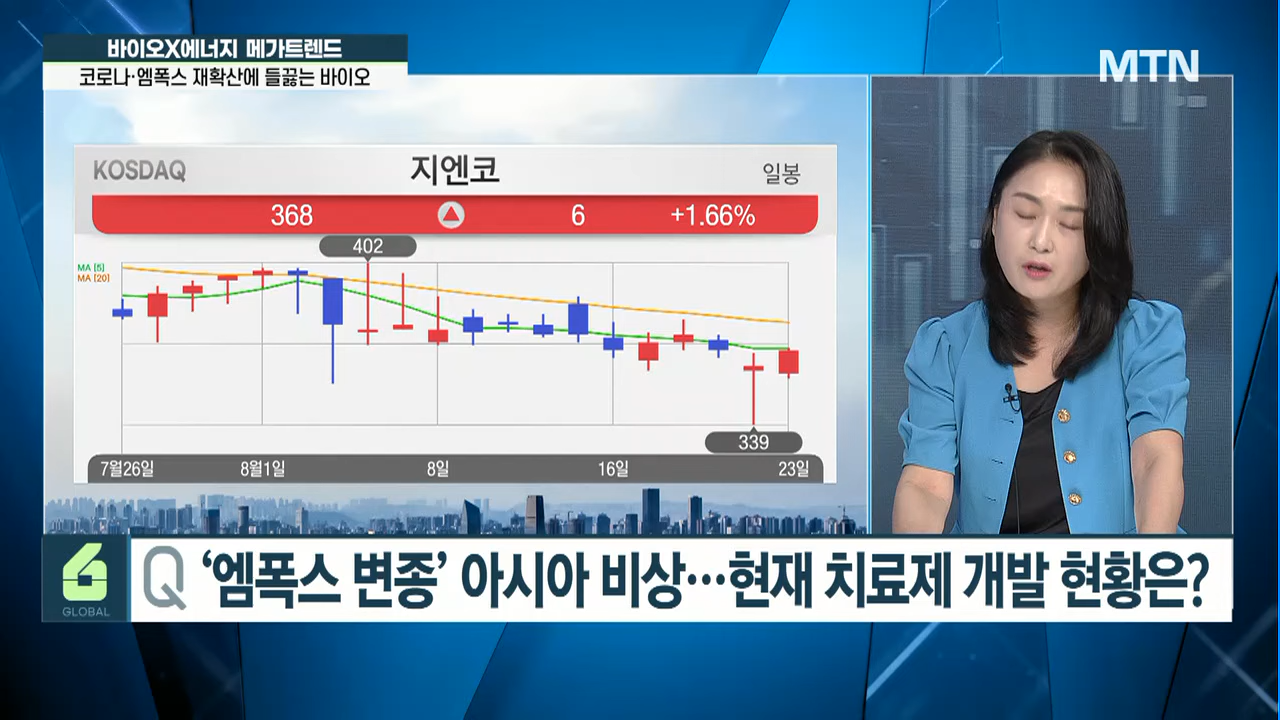 바이오X에너지 메가트렌드
코로나·엠폭스 재확산에 들끓는 바이오
MTN
KOSDAQ 지엔코 일봉
368 6 +1.66%
402
MA [5]
MA [20]
339
7월26일 8월1일 8일 16일 23일
6 GLOBAL
Q '엠폭스 변종' 아시아 비상…현재 치료제 개발 현황은?